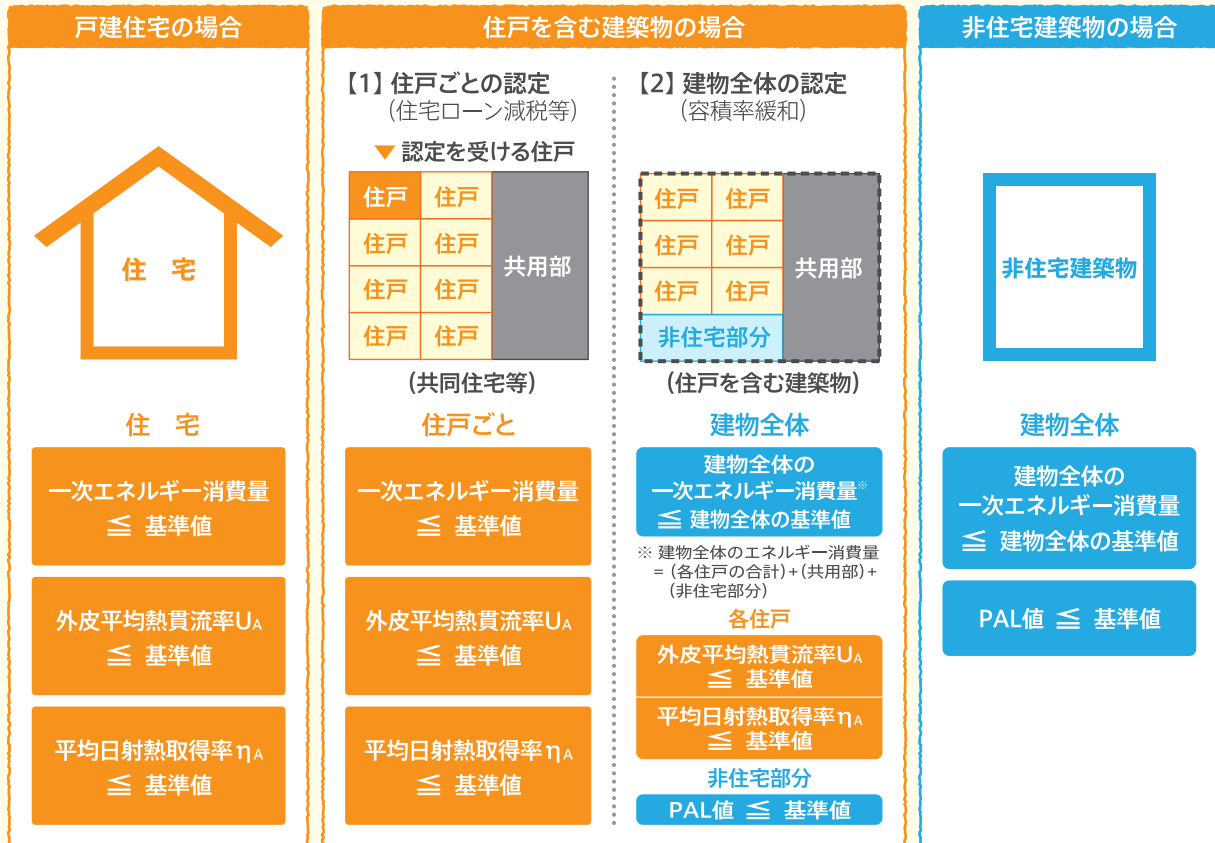 戸建住宅の場合
住 宅
住 宅
一次エネルギー消費量
≦ 基準値
外皮平均熱貫流率UA
≦ 基準値
平均日射熱取得率ηA
≦ 基準値
住戸を含む建築物の場合
【1】住戸ごとの認定
(住宅ローン減税等)
▼ 認定を受ける住戸
住戸 住戸
住戸 住戸
住戸 住戸
住戸 住戸
共用部
(共同住宅等)
住戸ごと
一次エネルギー消費量
≦ 基準値
外皮平均熱貫流率UA
≦ 基準値
平均日射熱取得率ηA
≦ 基準値
【2】建物全体の認定
(容積率緩和)
住戸 住戸
住戸 住戸
住戸 住戸
非住宅部分
共用部
(住戸を含む建築物)
建物全体
建物全体の
一次エネルギー消費量※
≦ 建物全体の基準値
※ 建物全体のエネルギー消費量
= (各住戸の合計)+(共用部)+
(非住宅部分)
各住戸
外皮平均熱貫流率UA
≦ 基準値
平均日射熱取得率ηA
≦ 基準値
非住宅部分
PAL値 ≦ 基準値
非住宅建築物の場合
非住宅建築物
建物全体
建物全体の
一次エネルギー消費量
≦ 建物全体の基準値
PAL値 ≦ 基準値